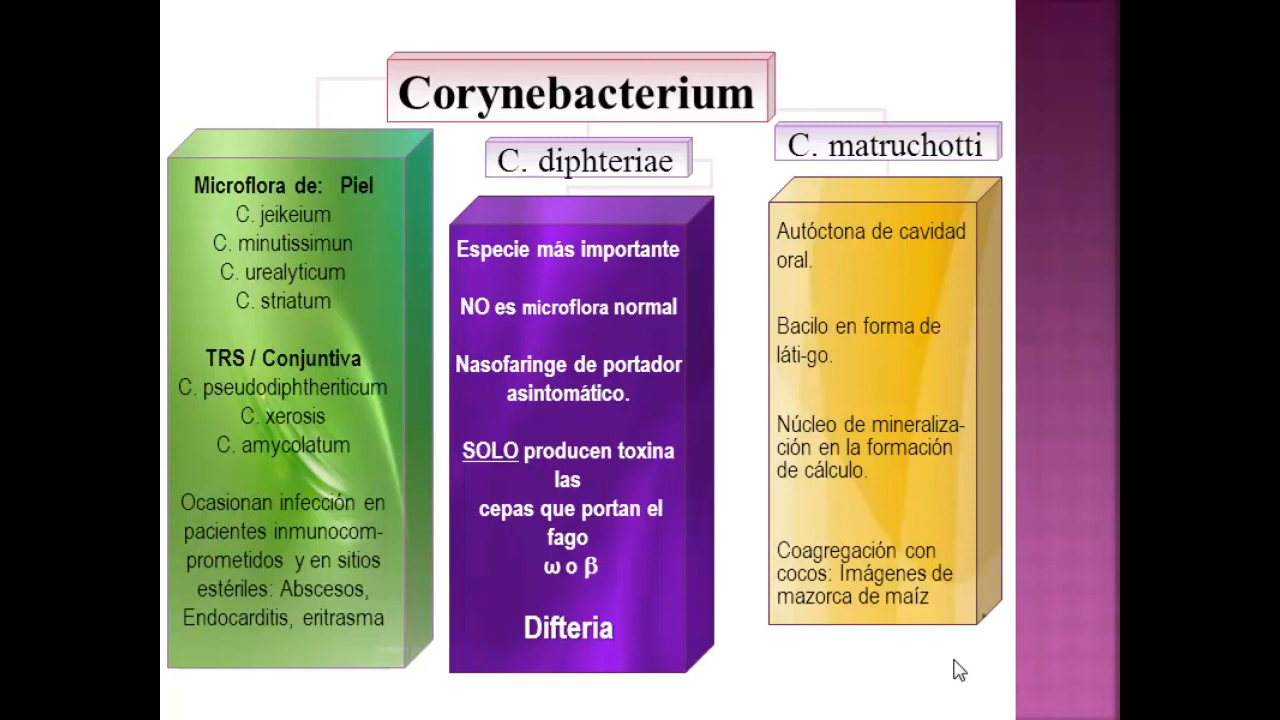 Corynebacterium
Microflora de: Piel
C. jeikeium
C. minutissimun
C. urealyticum
C. striatum
TRS / Conjuntiva
C. pseudodiphtheriticum
C. xerosis
C. amycolatum
Ocasionan infección en
pacientes inmunocom-
prometidos y en sitios
estériles: Abscesos,
Endocarditis, eritrasma
C. diphteriae
Especie más importante
NO es microflora normal
Nasofaringe de portador
asintomático.
SOLO producen toxina
las
cepas que portan el
fago
ω o β
Difteria
C. matruchotti
Autóctona de cavidad
oral.
Bacilo en forma de
láti-go.
Núcleo de mineraliza-
ción en la formación
de cálculo.
Coagregación con
cocos: Imágenes de
mazorca de maíz